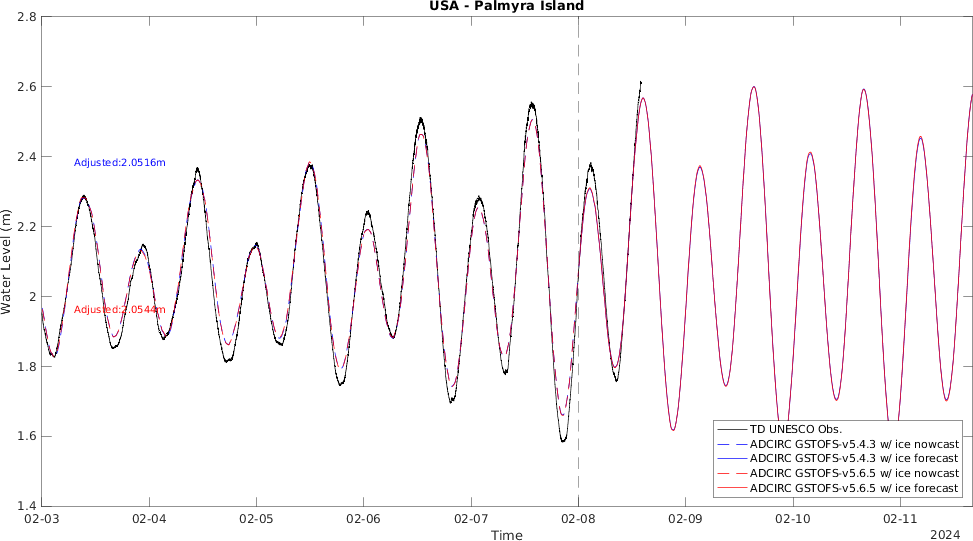 USA - Palmyra Island
2.8
2.6
2.4
2.2
2
1.8
1.6
1.4
Water Level (m)
Adjusted:2.0516m
Adjusted:2.0544m
TD UNESCO Obs.
ADCIRC GSTOFS-v5.4.3 w/ ice nowcast
ADCIRC GSTOFS-v5.4.3 w/ ice forecast
ADCIRC GSTOFS-v5.6.5 w/ ice nowcast
ADCIRC GSTOFS-v5.6.5 w/ ice forecast
02-03 02-04 02-05 02-06 02-07 02-08 02-09 02-10 02-11
Time
2024